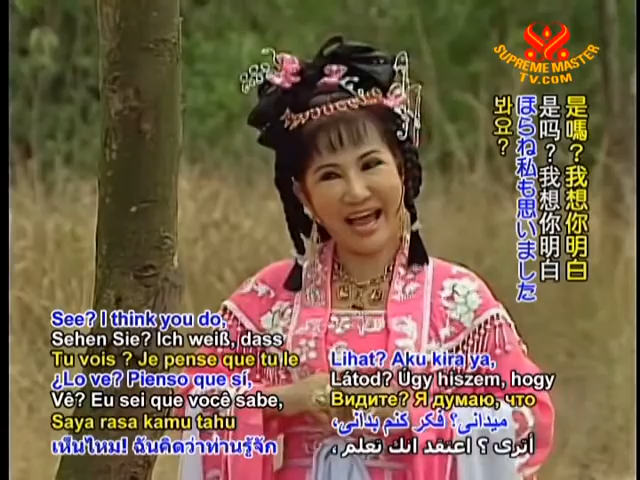 SUPREME MASTER
TV.COM
是嗎？我想你明白
是吗？我想你明白
ほらね私も思いました
봐요？
See? I think you do,
Sehen Sie? Ich weiß, dass
Tu vois ? Je pense que tu le
¿Lo ve? Pienso que sí,
Vê? Eu sei que você sabe,
Saya rasa kamu tahu
เห็นไหม! ฉันคิดว่าท่านรู้จัก
Lihat? Aku kira ya,
Látod? Úgy hiszem, hogy
Видите? Я думаю, что
میدانی؟ فکر کنم بدانی،
أترى؟ اعتقد انك تعلم،